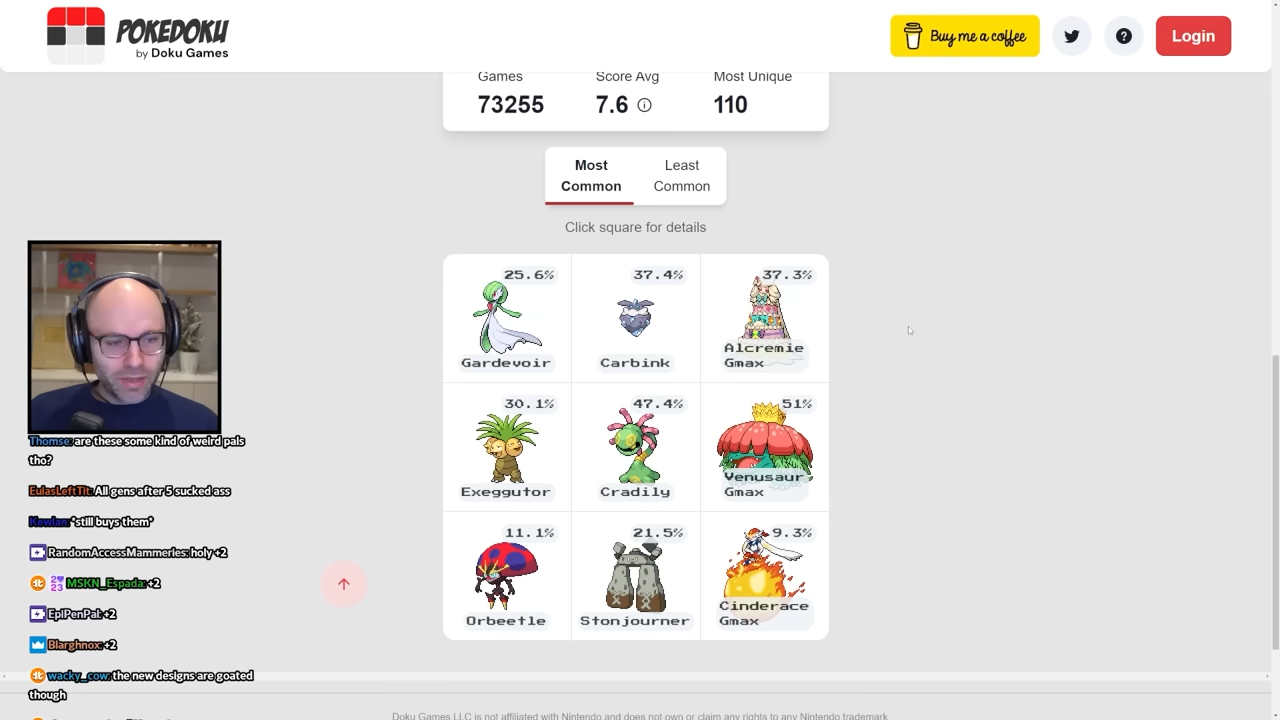 POKEDOKU
by Doku Games
Buy me a coffee
Login
Games
Score Avg
Most Unique
73255
7.6
110
Most
Common
Least
Common
Click square for details
25.6%
37.4%
37.3%
Gardevoir
Carbink
Alcremie
Gmax
30.1%
47.4%
51%
Exeggutor
Cradily
Venusaur
Gmax
11.1%
21.5%
9.3%
Orbeetle
Stonjourner
Cinderace
Gmax
Thomse: are these some kind of weird pals
tho?
EulasLeftTit: All gens after 5 sucked ass
Kewlan: *still buys them*
RandomAccessMammeries: holy +2
MSKN_Espada: +2
EpiPenPal: +2
Blarghnox: +2
wacky_cow: the new designs are goated
though
Doku Games LLC is not affiliated with Nintendo and does not own or claim any rights to any Nintendo trademark